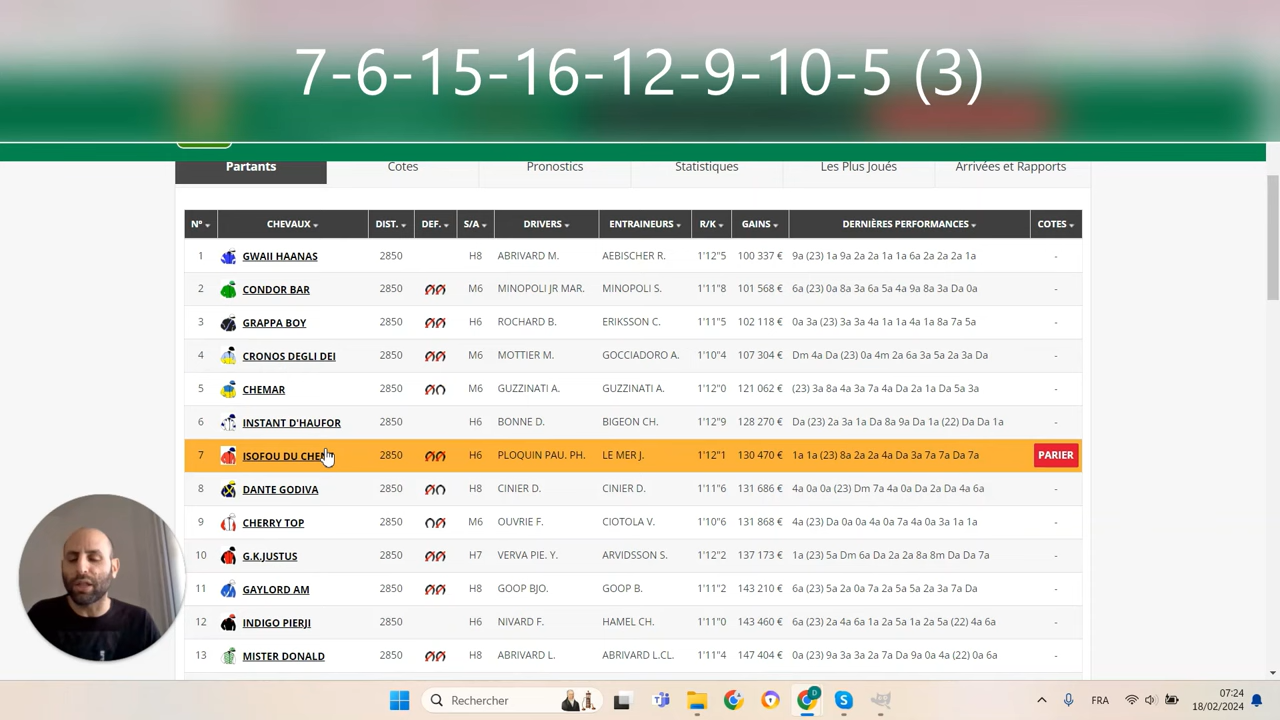 7-6-15-16-12-9-10-5 (3)
Partants Cotes Pronostics Statistiques Les Plus Joués Arrivées et Rapports
N° CHEVAUX DIST. DEF. S/A DRIVERS ENTRAINEURS R/K GAINS DERNIÈRES PERFORMANCES COTES
1 GWAII HAANAS 2850 H8 ABRIVARD M. AEBISCHER R. 1'12"5 100 337 € 9a (23) 1a 9a 2a 2a 1a 1a 6a 2a 2a 2a 1a -
2 CONDOR BAR 2850 M6 MINOPOLI JR MAR. MINOPOLI S. 1'11"8 101 568 € 6a (23) 0a 8a 3a 6a 5a 4a 9a 8a 3a Da 0a -
3 GRAPPA BOY 2850 H6 ROCHARD B. ERIKSSON C. 1'11"5 102 118 € 0a 3a (23) 3a 3a 4a 1a 1a 4a 1a 8a 7a 5a -
4 CRONOS DEGLI DEI 2850 M6 MOTTIER M. GOCCIADORO A. 1'10"4 107 304 € Dm 4a Da (23) 0a 4m 2a 6a 3a 6a 2a 3a Da -
5 CHEMAR 2850 M6 GUZZINATI A. GUZZINATI A. 1'12"0 121 062 € (23) 3a 8a 4a 3a 7a 4a Da 2a 1a Da 5a 3a -
6 INSTANT D'HAUFOR 2850 H6 BONNE D. BIGEON CH. 1'12"9 128 270 € Da (23) 2a 3a 1a Da 8a 9a Da 1a (22) Da Da 1a -
7 ISOFOU DU CHE 2850 H6 PLOQUIN PAU. PH. LE MER J. 1'12"1 130 470 € 1a 1a (23) 8a 2a 2a 4a Da 3a 7a 7a Da 7a PARIER
8 DANTE GODIVA 2850 H8 CINIER D. CINIER D. 1'11"6 131 686 € 4a 0a 0a (23) Dm 7a 4a 0a Da 2a Da 4a 6a -
9 CHERRY TOP 2850 M6 OUVRIE F. CIOTOLA V. 1'10"6 131 868 € 4a (23) Da 0a 0a 4a 0a 7a 4a 0a 3a 1a 1a -
10 G.K.JUSTUS 2850 H7 VERVA PIE. Y. ARVIDSSON S. 1'12"2 137 173 € 1a (23) 5a Dm 6a Da 2a 2a 8a 8m Da Da 7a -
11 GAYLORD AM 2850 H8 GOOP BJO. GOOP B. 1'11"2 143 210 € 6a (23) 5a 2a 0a 7a 2a 5a 5a 2a 3a 7a Da -
12 INDIGO PIERJI 2850 H6 NIVARD F. HAMEL CH. 1'11"0 143 460 € 6a (23) 2a 4a 6a 1a 2a 5a 1a 2a 5a (22) 4a 6a -
13 MISTER DONALD 2850 H8 ABRIVARD L. ABRIVARD L.CL. 1'11"4 147 404 € 0a (23) 9a 3a 3a 2a 7a Da 9a 0a 4a (22) 0a 6a -
Rechercher FRA 07:24
18/02/2024